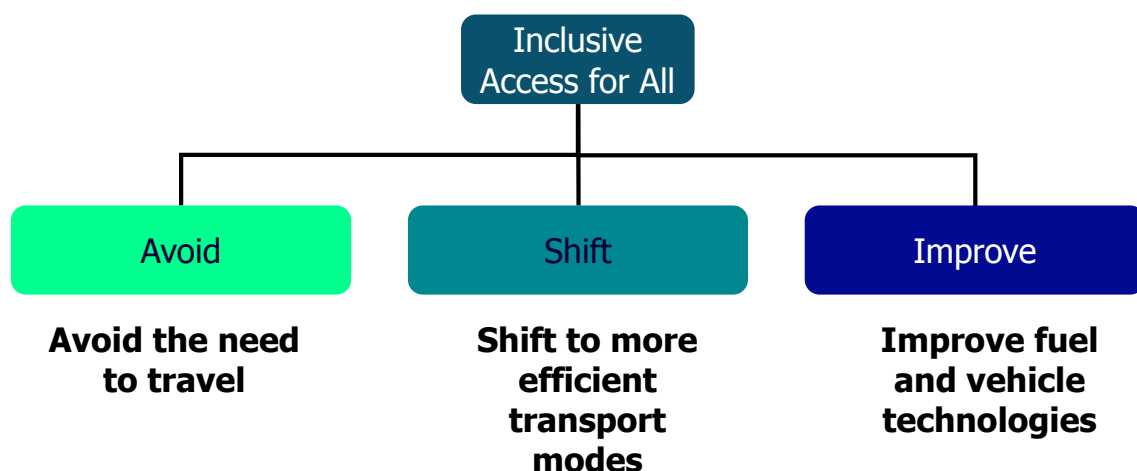 Inclusive
Access for All
Avoid
Shift
Improve
Avoid the need
to travel
Shift to more
efficient
transport
modes
Improve fuel
and vehicle
technologies